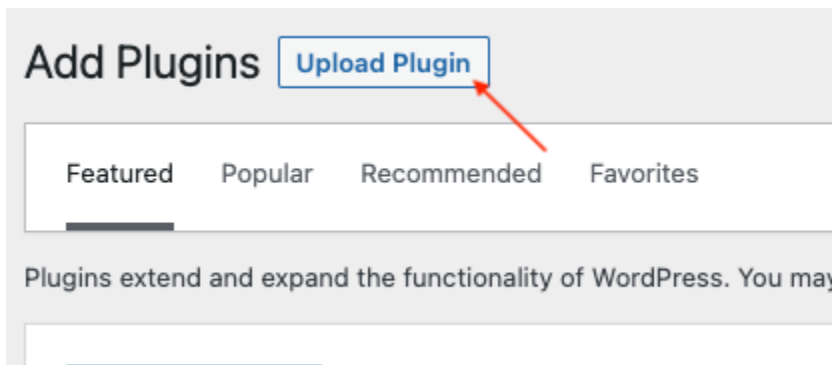 Add Plugins Upload Plugin
Featured Popular Recommended Favorites
Plugins extend and expand the functionality of WordPress. You may